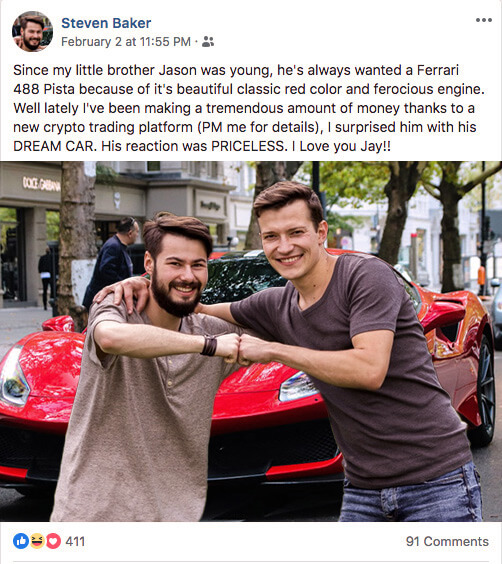 Steven Baker
February 2 at 11:55 PM ·
Since my little brother Jason was young, he's always wanted a Ferrari
488 Pista because of it's beautiful classic red color and ferocious engine.
Well lately I've been making a tremendous amount of money thanks to a
new crypto trading platform (PM me for details), I surprised him with his
DREAM CAR. His reaction was PRICELESS. I Love you Jay!!
DOLCE & GABBANA
411
91 Comments